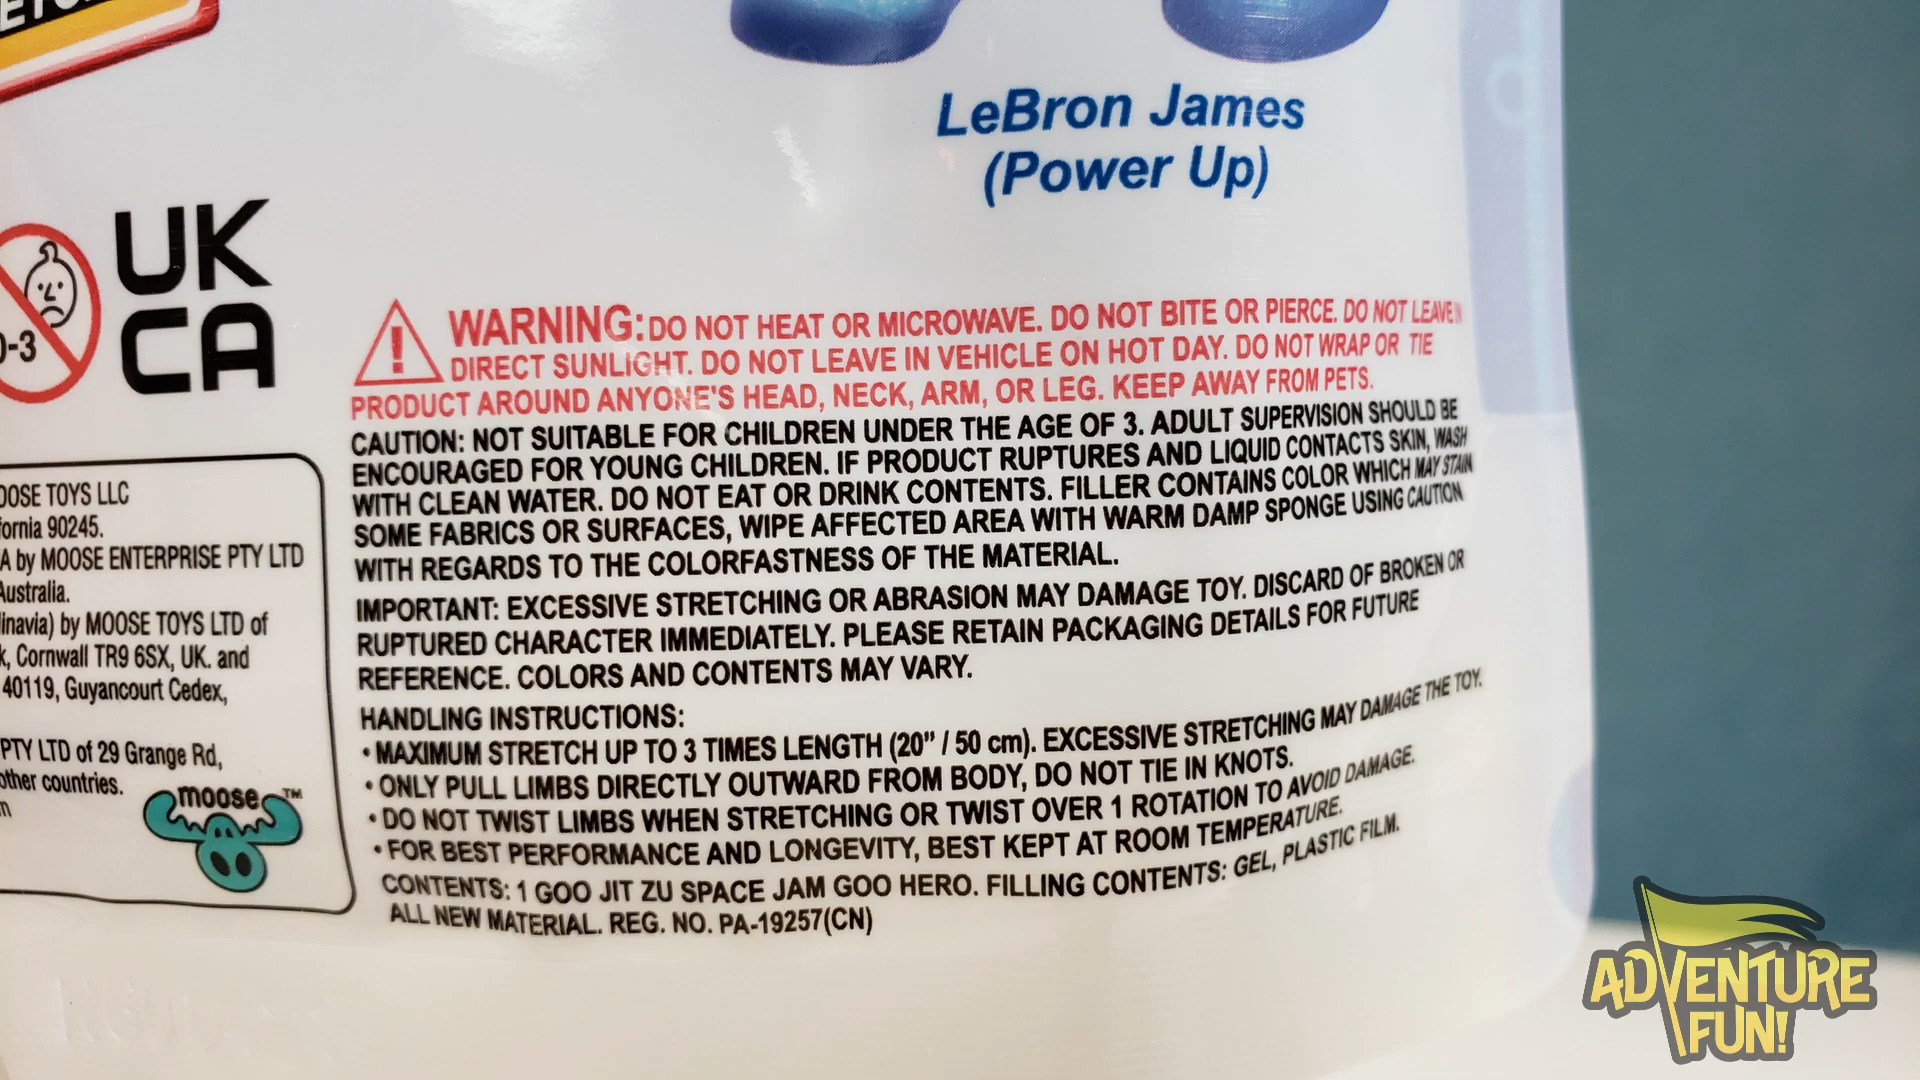 LeBron James
(Power Up)
UK
CA
0-3
WARNING: DO NOT HEAT OR MICROWAVE. DO NOT BITE OR PIERCE. DO NOT LEAVE IN
DIRECT SUNLIGHT. DO NOT LEAVE IN VEHICLE ON HOT DAY. DO NOT WRAP OR TIE
PRODUCT AROUND ANYONE'S HEAD, NECK, ARM, OR LEG. KEEP AWAY FROM PETS.
CAUTION: NOT SUITABLE FOR CHILDREN UNDER THE AGE OF 3. ADULT SUPERVISION SHOULD BE
ENCOURAGED FOR YOUNG CHILDREN. IF PRODUCT RUPTURES AND LIQUID CONTACTS SKIN, WASH
WITH CLEAN WATER. DO NOT EAT OR DRINK CONTENTS. FILLER CONTAINS COLOR WHICH MAY STAIN
SOME FABRICS OR SURFACES, WIPE AFFECTED AREA WITH WARM DAMP SPONGE USING CAUTION
WITH REGARDS TO THE COLORFASTNESS OF THE MATERIAL.
IMPORTANT: EXCESSIVE STRETCHING OR ABRASION MAY DAMAGE TOY. DISCARD OF BROKEN OR
RUPTURED CHARACTER IMMEDIATELY. PLEASE RETAIN PACKAGING DETAILS FOR FUTURE
REFERENCE. COLORS AND CONTENTS MAY VARY.
HANDLING INSTRUCTIONS:
• MAXIMUM STRETCH UP TO 3 TIMES LENGTH (20” / 50 cm). EXCESSIVE STRETCHING MAY DAMAGE THE TOY.
• ONLY PULL LIMBS DIRECTLY OUTWARD FROM BODY, DO NOT TIE IN KNOTS.
• DO NOT TWIST LIMBS WHEN STRETCHING OR TWIST OVER 1 ROTATION TO AVOID DAMAGE.
• FOR BEST PERFORMANCE AND LONGEVITY, BEST KEPT AT ROOM TEMPERATURE.
CONTENTS: 1 GOO JIT ZU SPACE JAM GOO HERO. FILLING CONTENTS: GEL, PLASTIC FILM.
ALL NEW MATERIAL. REG. NO. PA-19257(CN)
OOSE TOYS LLC
fornia 90245.
A by MOOSE ENTERPRISE PTY LTD
Australia.
linavia) by MOOSE TOYS LTD of
k, Cornwall TR9 6SX, UK. and
40119, Guyancourt Cedex,
PTY LTD of 29 Grange Rd,
other countries.
moose™
ADVENTURE
FUN!